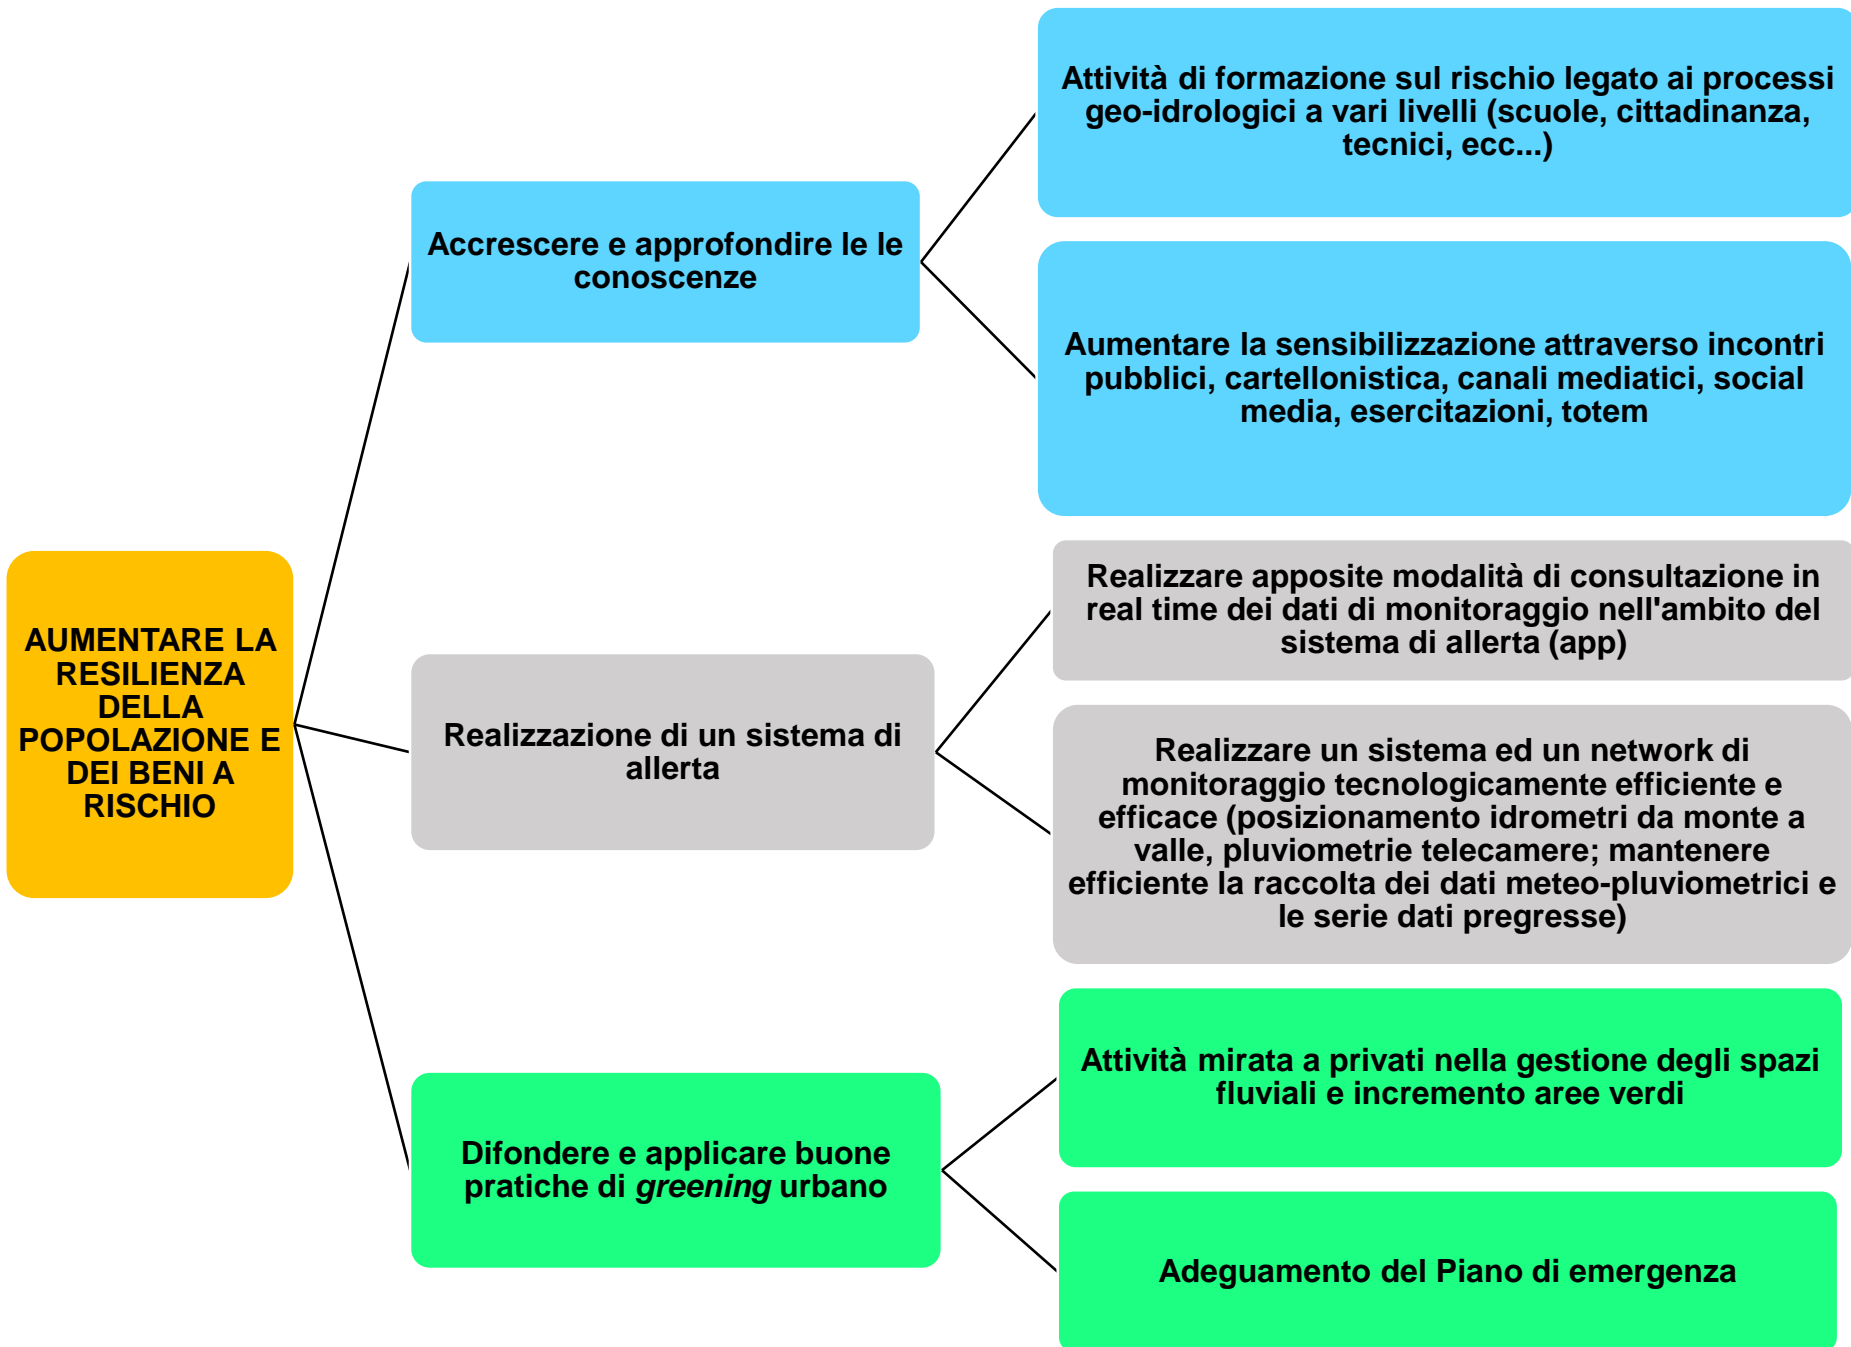 AUMENTARE LA
RESILIENZA
DELLA
POPOLAZIONE E
DEI BENI A
RISCHIO
Accrescere e approfondire le le
conoscenze
Attività di formazione sul rischio legato ai processi
geo-idrologici a vari livelli (scuole, cittadinanza,
tecnici, ecc...)
Aumentare la sensibilizzazione attraverso incontri
pubblici, cartellonistica, canali mediatici, social
media, esercitazioni, totem
Realizzazione di un sistema di
allerta
Realizzare apposite modalità di consultazione in
real time dei dati di monitoraggio nell'ambito del
sistema di allerta (app)
Realizzare un sistema ed un network di
monitoraggio tecnologicamente efficiente e
efficace (posizionamento idrometri da monte a
valle, pluviometrie telecamere; mantenere
efficiente la raccolta dei dati meteo-pluviometrici e
le serie dati pregresse)
Difondere e applicare buone
pratiche di greening urbano
Attività mirata a privati nella gestione degli spazi
fluviali e incremento aree verdi
Adeguamento del Piano di emergenza